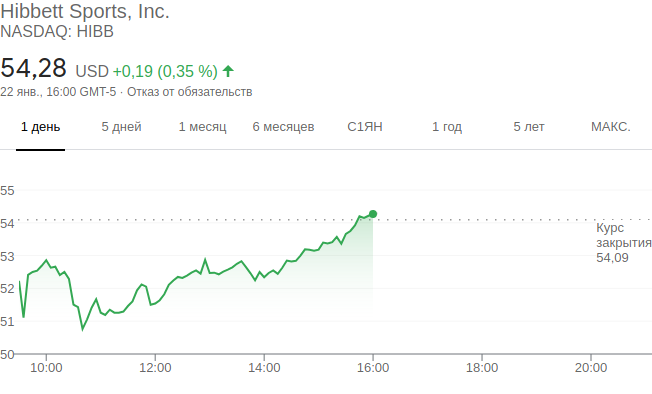 Hibbett Sports, Inc.
NASDAQ: HIBB
54,28 USD +0,19 (0,35 %)
22 янв., 16:00 GMT-5 · Отказ от обязательств
1 день 5 дней 1 месяц 6 месяцев С1ЯН 1 год 5 лет МАКС.
55
54
53
52
51
50
Курс
закрытия
54,09
10:00 12:00 14:00 16:00 18:00 20:00